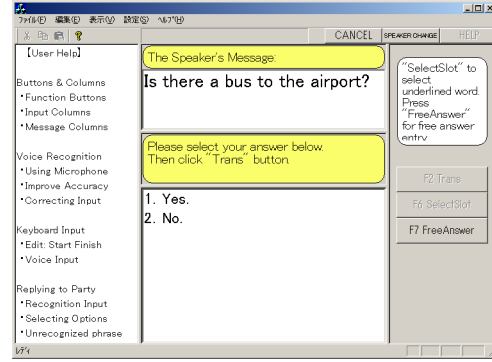 ファイル(F) 編集(E) 表示(V) 設定(S) ヘルプ(H)
CANCEL SPEAKER CHANGE HELP
【User Help】
Buttons & Columns
・Function Buttons
・Input Columns
・Message Columns
Voice Recognition
・Using Microphone
・Improve Accuracy
・Correcting Input
Keyboard Input
・Edit: Start Finish
・Voice Input
Replying to Party
・Recognition Input
・Selecting Options
・Unrecognized phrase
The Speaker's Message:
Is there a bus to the airport?
Please select your answer below.
Then click "Trans" button.
1. Yes.
2. No.
"SelectSlot" to
select
underlined word.
Press
"FreeAnswer"
for free answer
entry
F2 Trans
F6 SelectSlot
F7 FreeAnswer
レディ